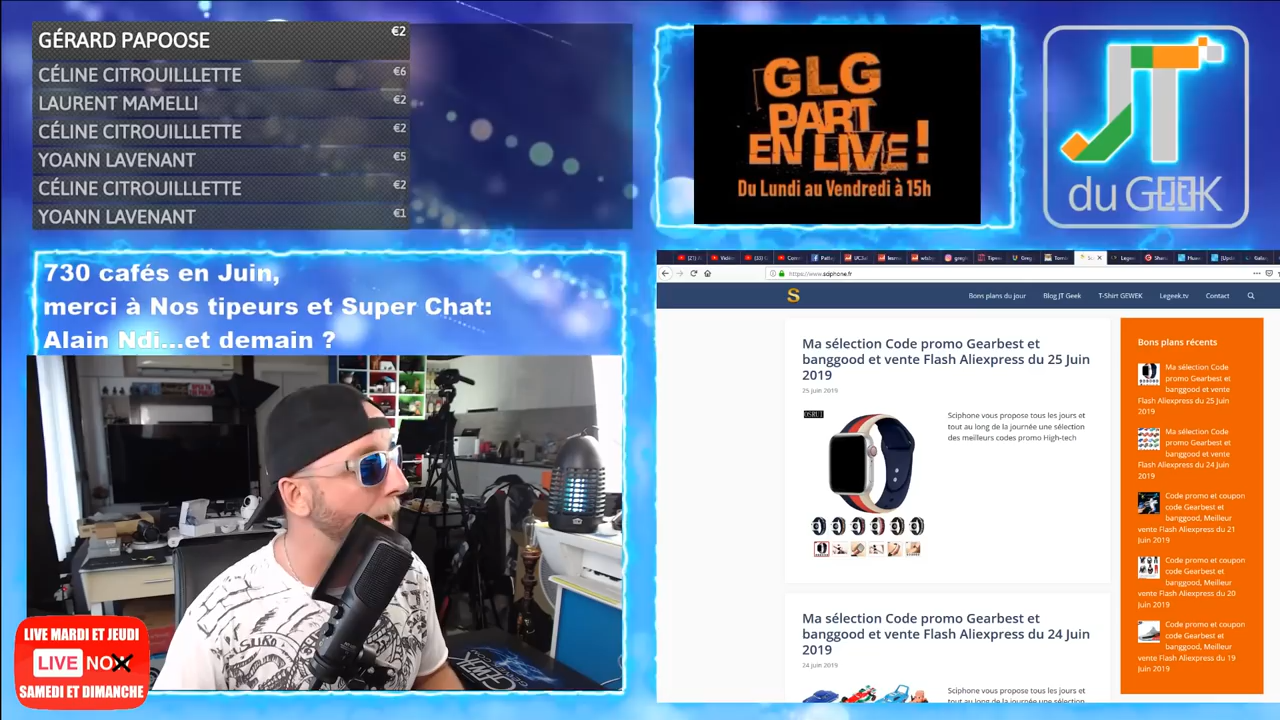 GÉRARD PAPOOSE €2
CÉLINE CITROUILLLETTE €6
LAURENT MAMELLI €2
CÉLINE CITROUILLLETTE €2
YOANN LAVENANT €5
CÉLINE CITROUILLLETTE €2
YOANN LAVENANT €1
GLG
PART
EN LIVE !
Du Lundi au Vendredi à 15h
JT
du GEEK
730 cafés en Juin,
merci à Nos tipeurs et Super Chat:
Alain Ndi...et demain ?
LIVE MARDI ET JEUDI
LIVE NOX
SAMEDI ET DIMANCHE
https://www.sciphone.fr
S
Bons plans du jour
Blog JT Geek
T-Shirt GEWEK
Legeek.tv
Contact
Ma sélection Code promo Gearbest et
banggood et vente Flash Aliexpress du 25 Juin
2019
25 juin 2019
OSRUI
Sciphone vous propose tous les jours et
tout au long de la journée une sélection
des meilleurs codes promo High-tech
Ma sélection Code promo Gearbest et
banggood et vente Flash Aliexpress du 24 Juin
2019
24 juin 2019
Sciphone vous propose tous les jours et
Bons plans récents
Ma sélection Code
promo Gearbest et
banggood et vente
Flash Aliexpress du 25 Juin
2019
Ma sélection Code
promo Gearbest et
banggood et vente
Flash Aliexpress du 24 Juin
2019
Code promo et coupon
code Gearbest et
banggood, Meilleur
vente Flash Aliexpress du 21
Juin 2019
Code promo et coupon
code Gearbest et
banggood, Meilleur
vente Flash Aliexpress du 20
Juin 2019
Code promo et coupon
code Gearbest et
banggood, Meilleur
vente Flash Aliexpress du 19
Juin 2019